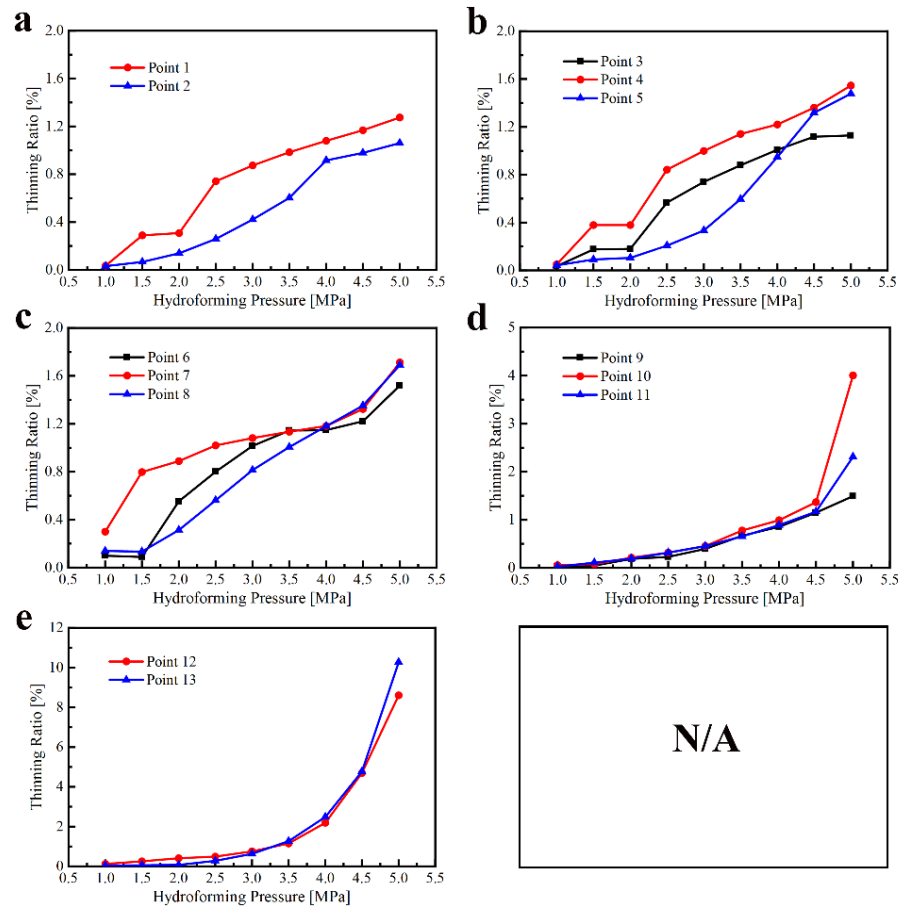 a
2.0
1.6
1.2
0.8
0.4
0.0
Thinning Ratio [%]
Point 1
Point 2
0.5 1.0 1.5 2.0 2.5 3.0 3.5 4.0 4.5 5.0 5.5
Hydroforming Pressure [MPa]
b
2.0
1.6
1.2
0.8
0.4
0.0
Thinning Ratio [%]
Point 3
Point 4
Point 5
0.5 1.0 1.5 2.0 2.5 3.0 3.5 4.0 4.5 5.0 5.5
Hydroforming Pressure [MPa]
c
2.0
1.6
1.2
0.8
0.4
0.0
Thinning Ratio [%]
Point 6
Point 7
Point 8
0.5 1.0 1.5 2.0 2.5 3.0 3.5 4.0 4.5 5.0 5.5
Hydroforming Pressure [MPa]
d
5
4
3
2
1
0
Thinning Ratio [%]
Point 9
Point 10
Point 11
0.5 1.0 1.5 2.0 2.5 3.0 3.5 4.0 4.5 5.0 5.5
Hydroforming Pressure [MPa]
e
12
10
8
6
4
2
0
Thinning Ratio [%]
Point 12
Point 13
0.5 1.0 1.5 2.0 2.5 3.0 3.5 4.0 4.5 5.0 5.5
Hydroforming Pressure [MPa]
N/A